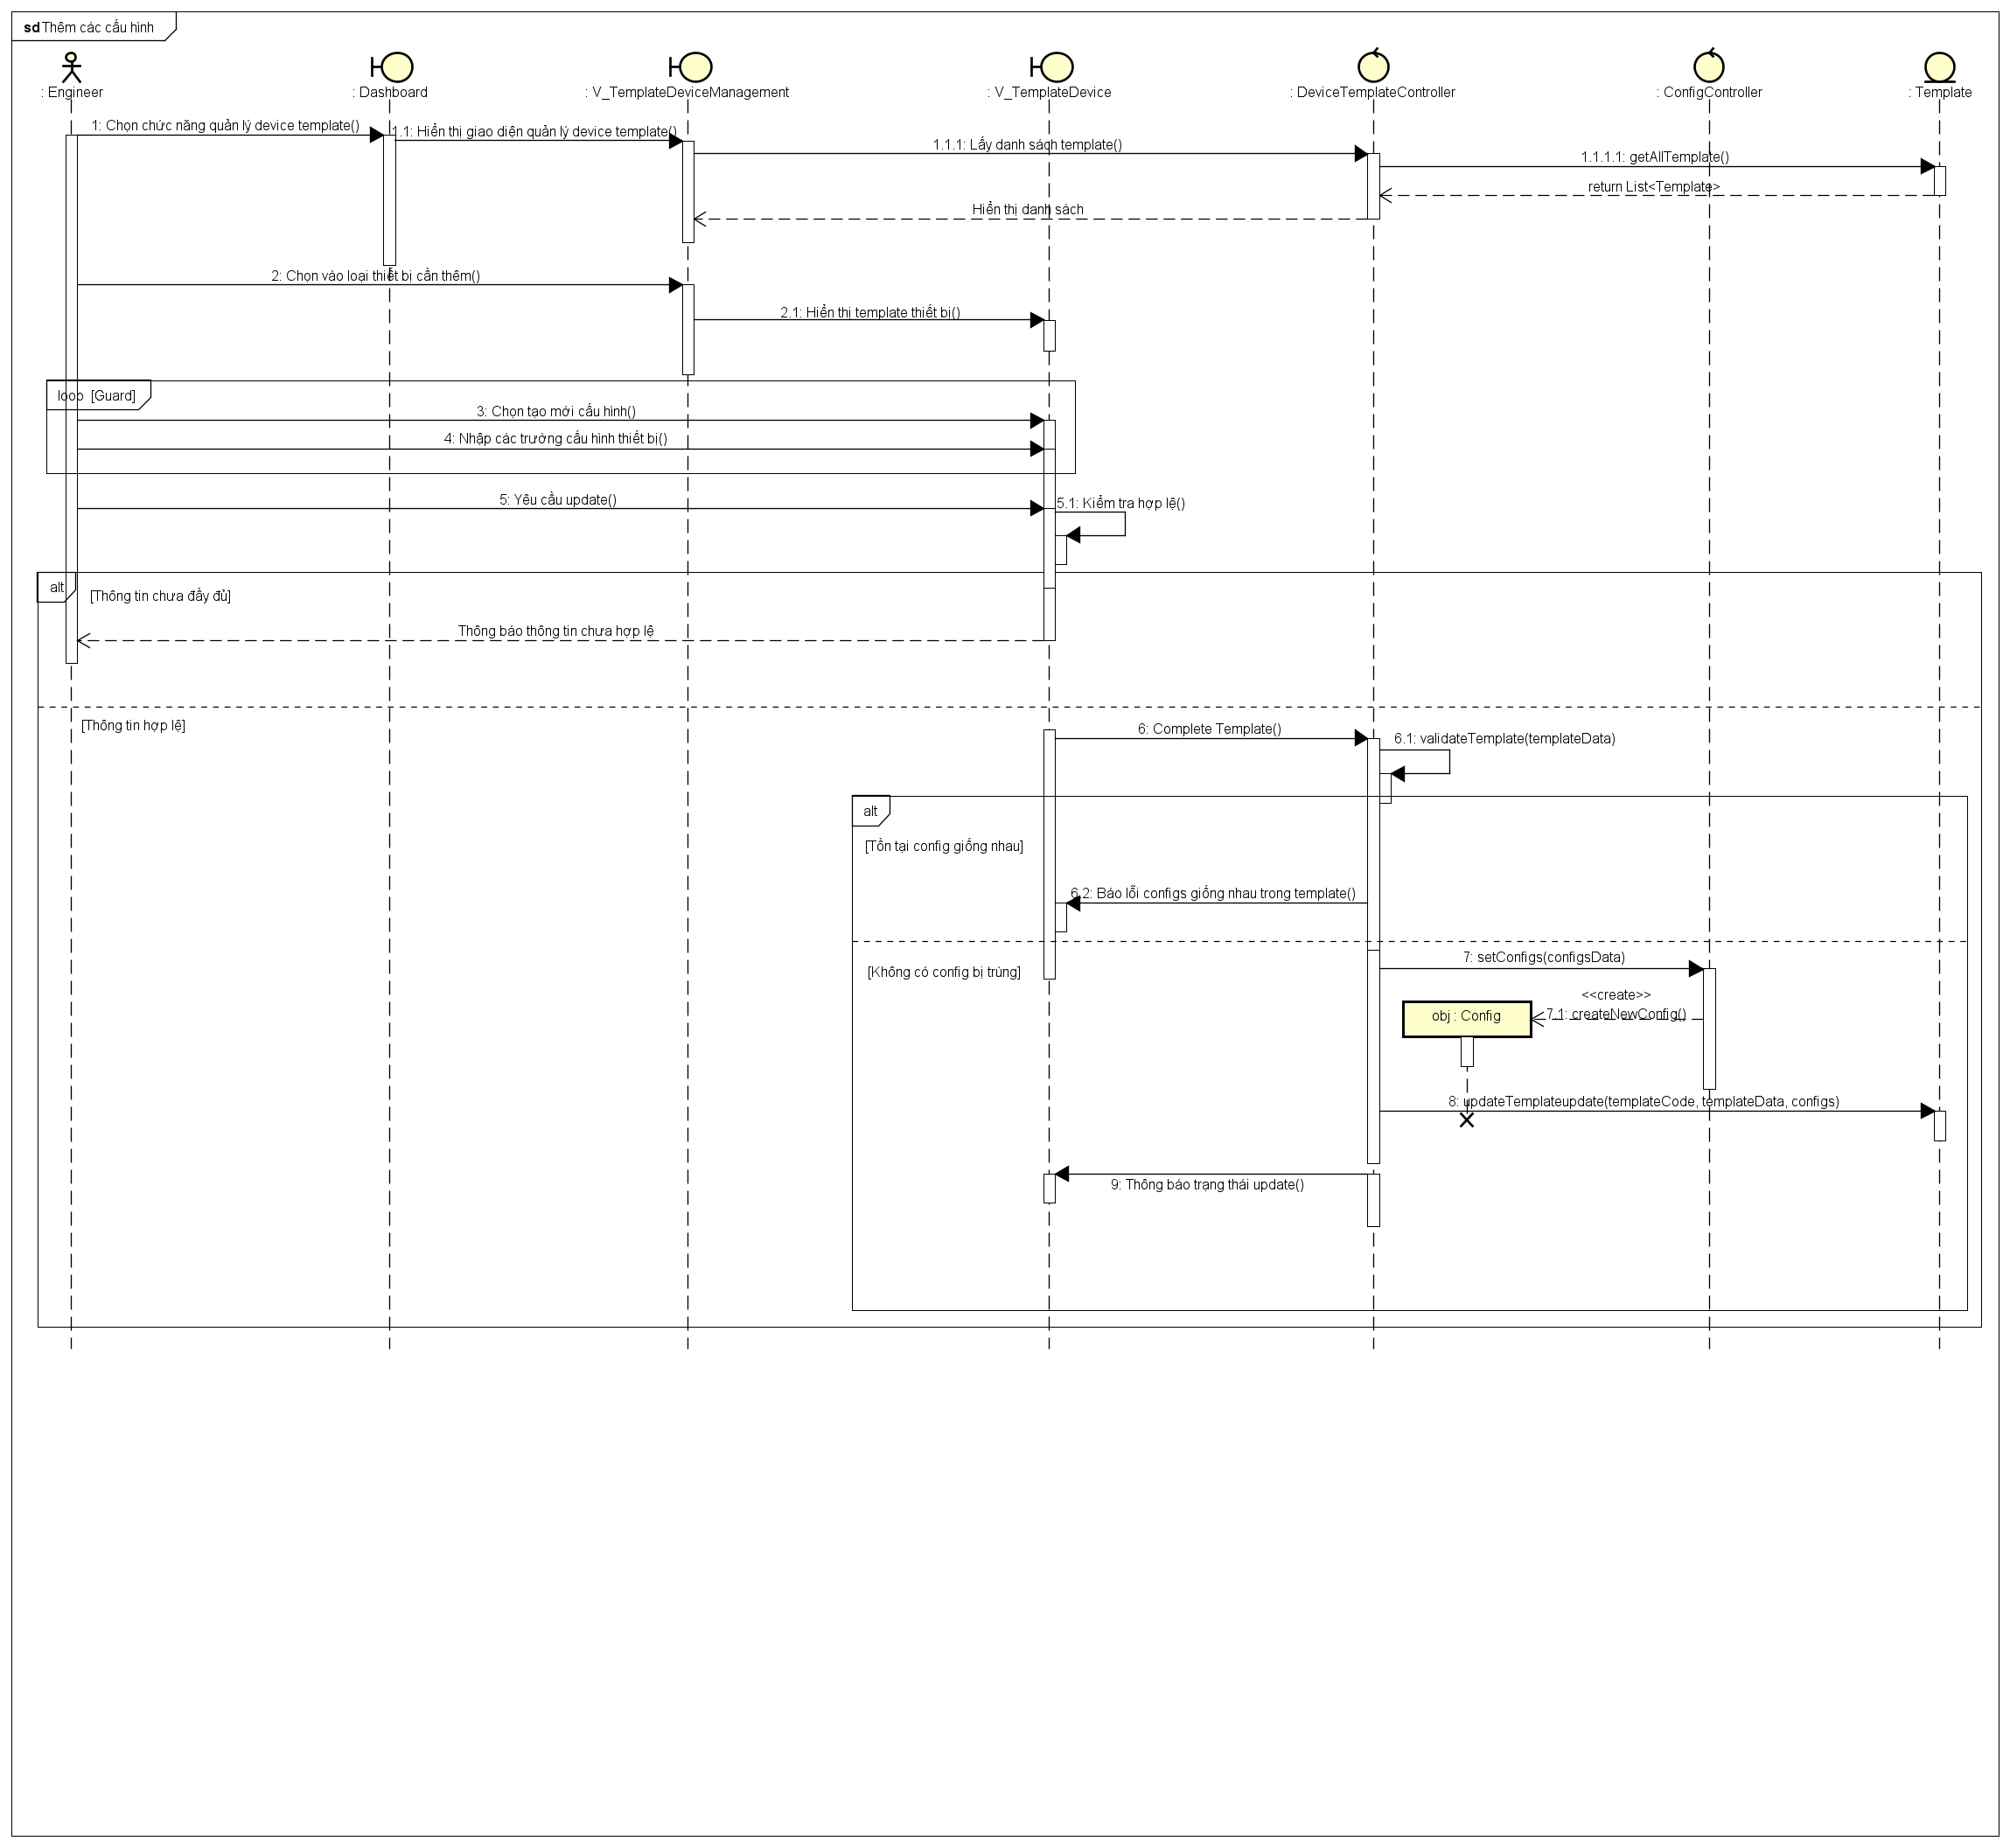 sd Thêm các cấu hình
: Engineer
: Dashboard
: V_TemplateDeviceManagement
: V_TemplateDevice
: DeviceTemplateController
: ConfigController
: Template
1: Chọn chức năng quản lý device template()
1.1: Hiển thị giao diện quản lý device template()
1.1.1: Lấy danh sách template()
1.1.1.1: getAllTemplate()
return List<Template>
Hiển thị danh sách
2: Chọn vào loại thiết bị cần thêm()
2.1: Hiển thị template thiết bị()
loop [Guard]
3: Chọn tạo mới cấu hình()
4: Nhập các trường cấu hình thiết bị()
5: Yêu cầu update()
5.1: Kiểm tra hợp lệ()
alt
[Thông tin chưa đầy đủ]
Thông báo thông tin chưa hợp lệ
[Thông tin hợp lệ]
6: Complete Template()
6.1: validateTemplate(templateData)
alt
[Tồn tại config giống nhau]
6.2: Báo lỗi configs giống nhau trong template()
[Không có config bị trùng]
7: setConfigs(configsData)
<<create>>
7.1: createNewConfig()
obj : Config
8: updateTemplateupdate(templateCode, templateData, configs)
9: Thông báo trạng thái update()